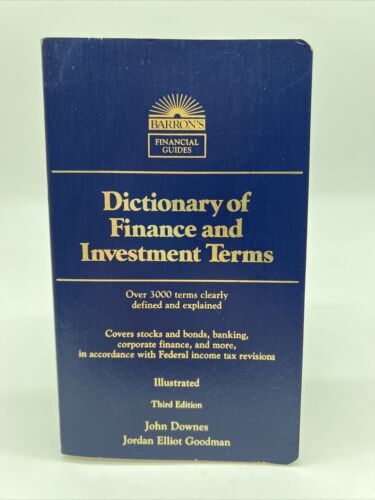 BARRON'S
FINANCIAL
GUIDES
Dictionary of
Finance and
Investment Terms
Over 3000 terms clearly
defined and explained
Covers stocks and bonds, banking,
corporate finance, and more,
in accordance with Federal income tax revisions
Illustrated
Third Edition
John Downes
Jordan Elliot Goodman